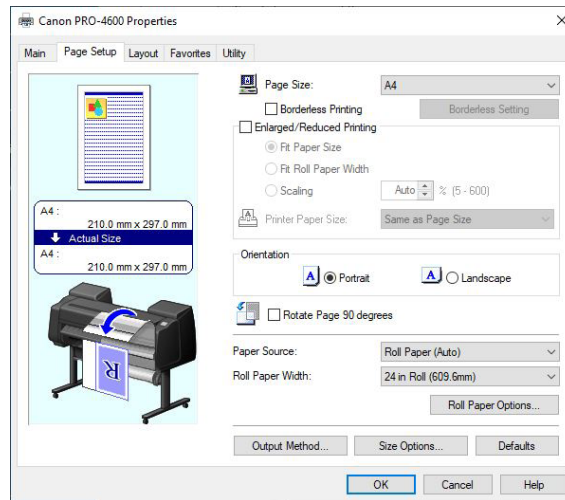 Canon PRO-4600 Properties
Main Page Setup Layout Favorites Utility
Page Size: A4
Borderless Printing Borderless Setting
Enlarged/Reduced Printing
Fit Paper Size
Fit Roll Paper Width
Scaling Auto % (5 - 600)
Printer Paper Size: Same as Page Size
A4 :
210.0 mm x 297.0 mm
Actual Size
A4 :
210.0 mm x 297.0 mm
Orientation
A Portrait A Landscape
Rotate Page 90 degrees
R
Paper Source: Roll Paper (Auto)
Roll Paper Width: 24 in Roll (609.6mm)
Roll Paper Options...
Output Method... Size Options... Defaults
OK Cancel Help